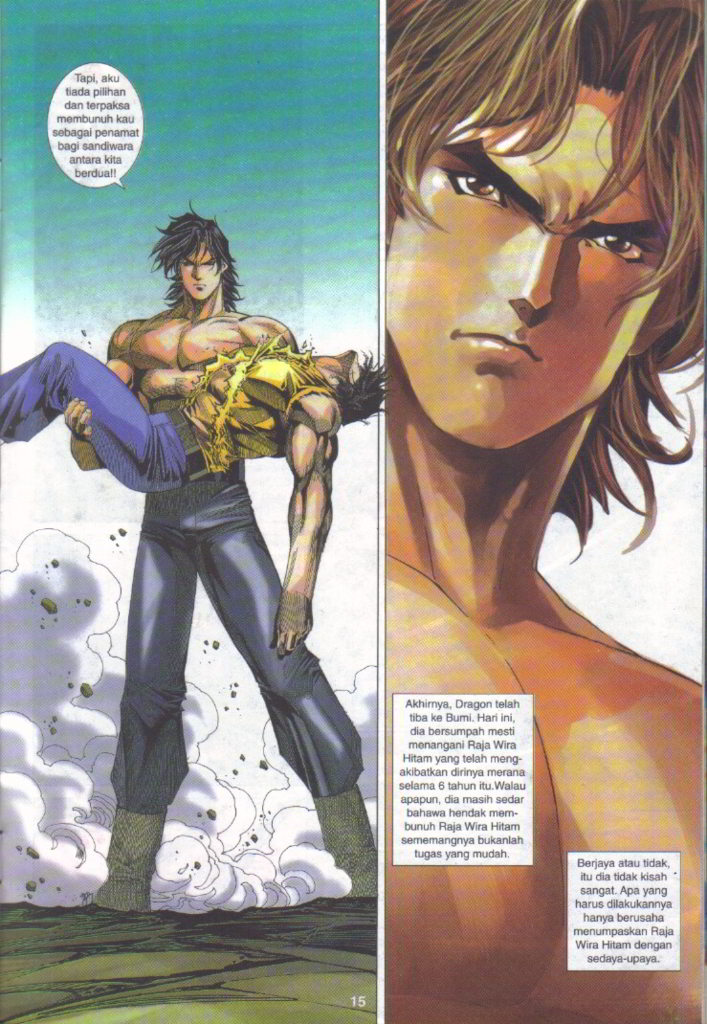 Tapi, aku
tiada pilihan
dan terpaksa
membunuh kau
sebagai penamat
bagi sandiwara
antara kita
berdua!!
Akhirnya, Dragon telah
tiba ke Bumi. Hari ini,
dia bersumpah mesti
menangani Raja Wira
Hitam yang telah meng-
akibatkan dirinya merana
selama 6 tahun itu.Walau
apapun, dia masih sedar
bahawa hendak mem-
bunuh Raja Wira Hitam
sememangnya bukanlah
tugas yang mudah.
Berjaya atau tidak,
itu dia tidak kisah
sangat. Apa yang
harus dilakukannya
hanya berusaha
menumpaskan Raja
Wira Hitam dengan
sedaya-upaya.
15